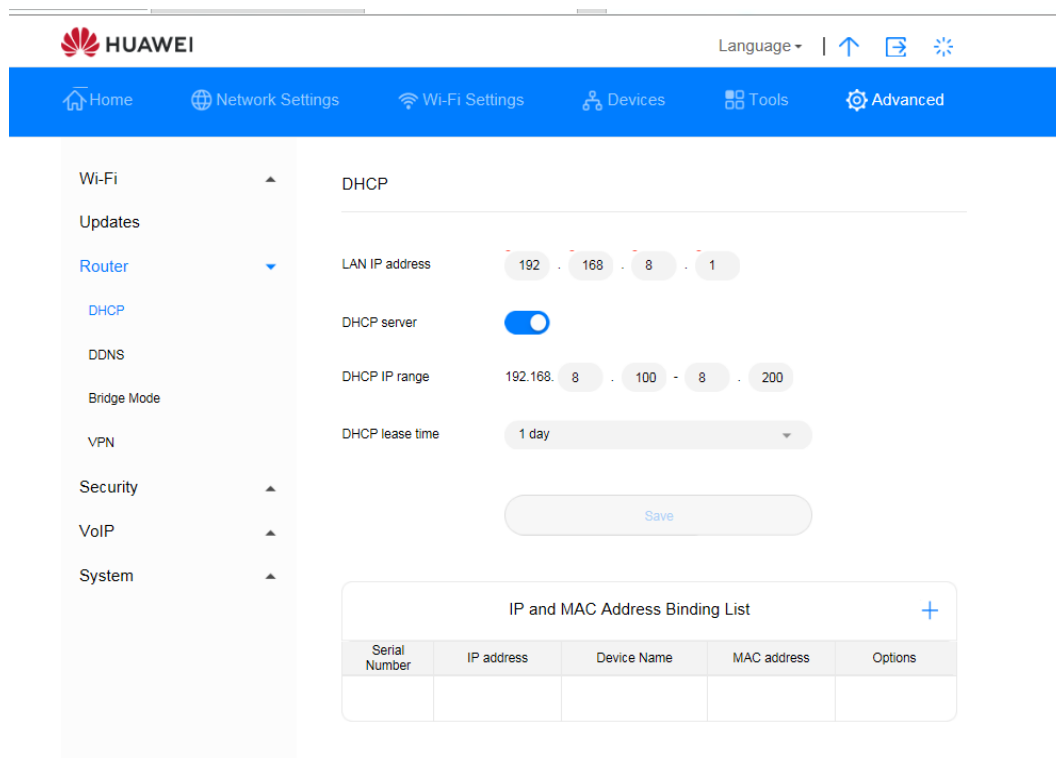 HUAWEI
Language
Home Network Settings Wi-Fi Settings Devices Tools Advanced
Wi-Fi
Updates
Router
DHCP
DDNS
Bridge Mode
VPN
Security
VoIP
System
DHCP
LAN IP address 192 . 168 . 8 . 1
DHCP server
DHCP IP range 192.168. 8 . 100 - 8 . 200
DHCP lease time 1 day
Save
IP and MAC Address Binding List
Serial Number IP address Device Name MAC address Options